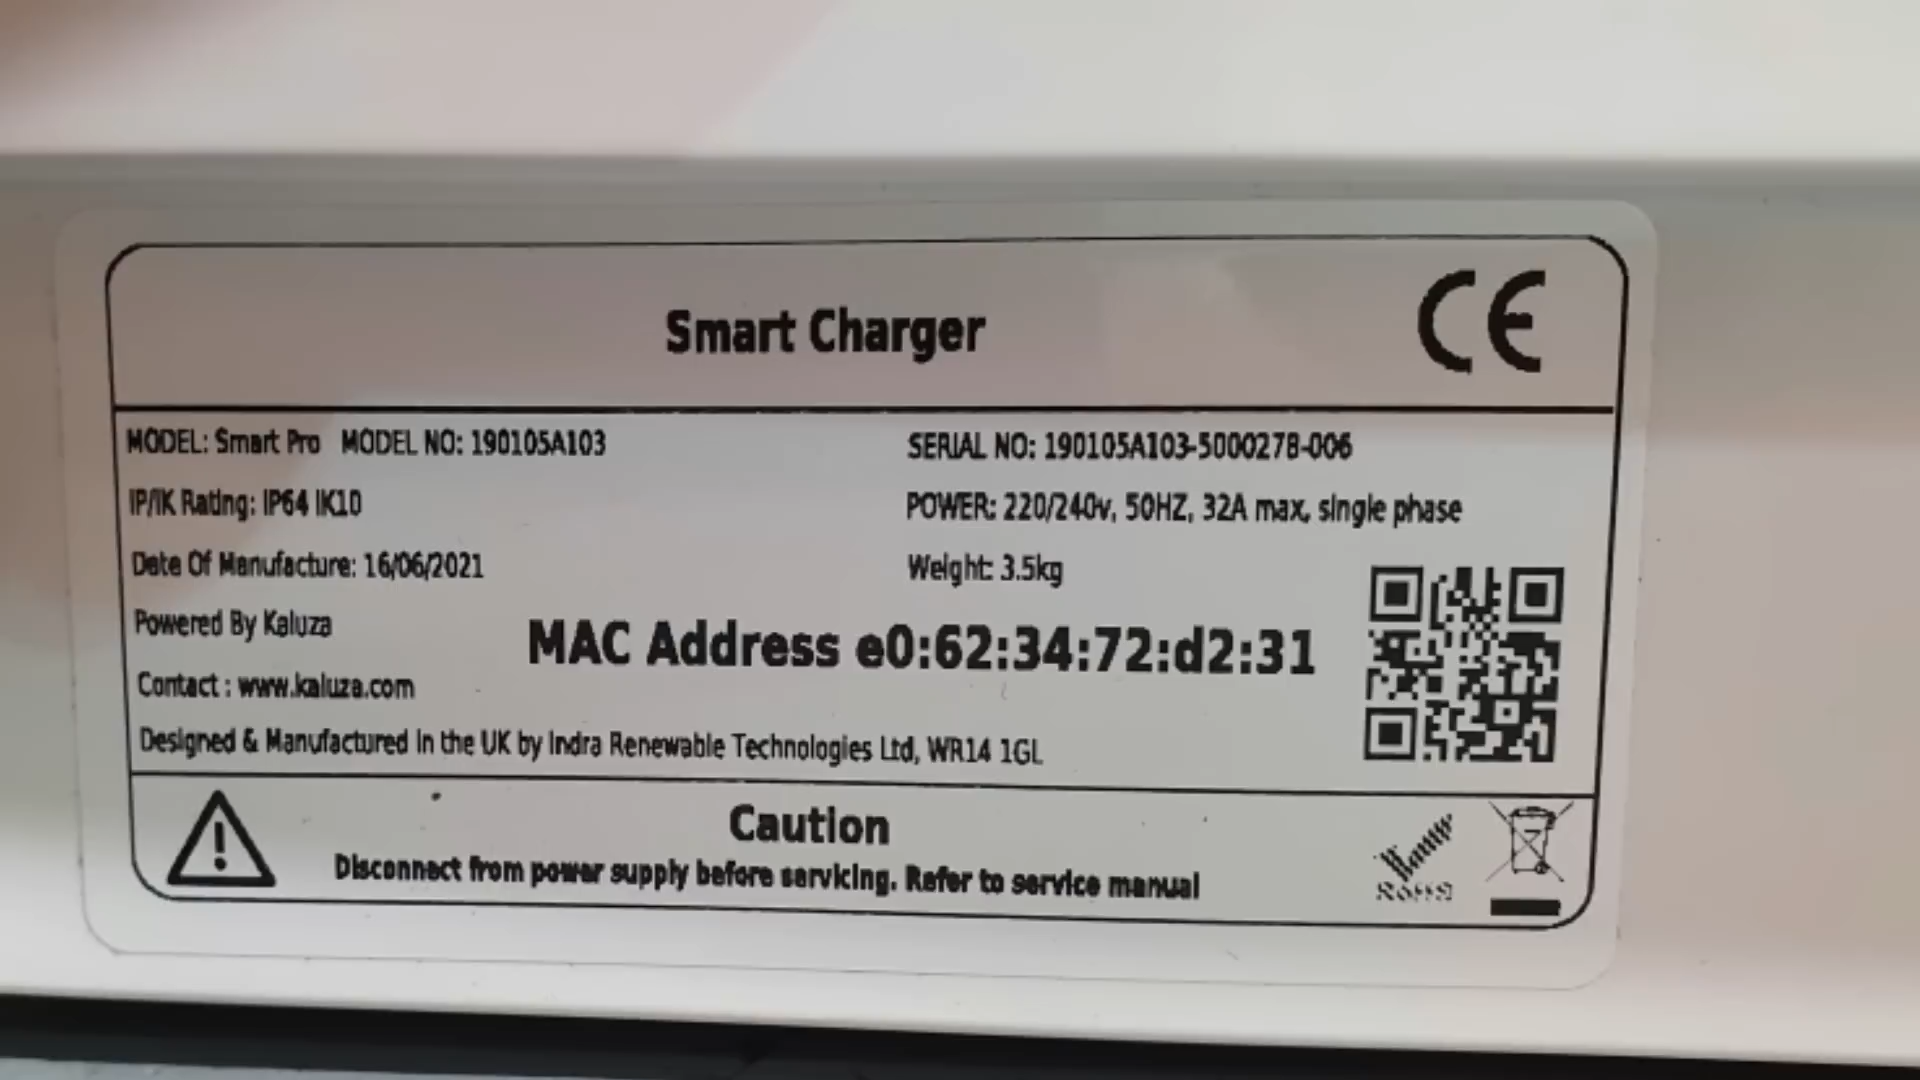 Smart Charger
CE
MODEL: Smart Pro MODEL NO: 190105A103
SERIAL NO: 190105A103-5000278-006
IP/IK Rating: IP64 IK10
POWER: 220/240v, 50HZ, 32A max, single phase
Date Of Manufacture: 16/06/2021
Weight: 3.5kg
Powered By Kaluza
MAC Address e0:62:34:72:d2:31
Contact : www.kaluza.com
Designed & Manufactured in the UK by Indra Renewable Technologies Ltd, WR14 1GL
Caution
Disconnect from power supply before servicing. Refer to service manual